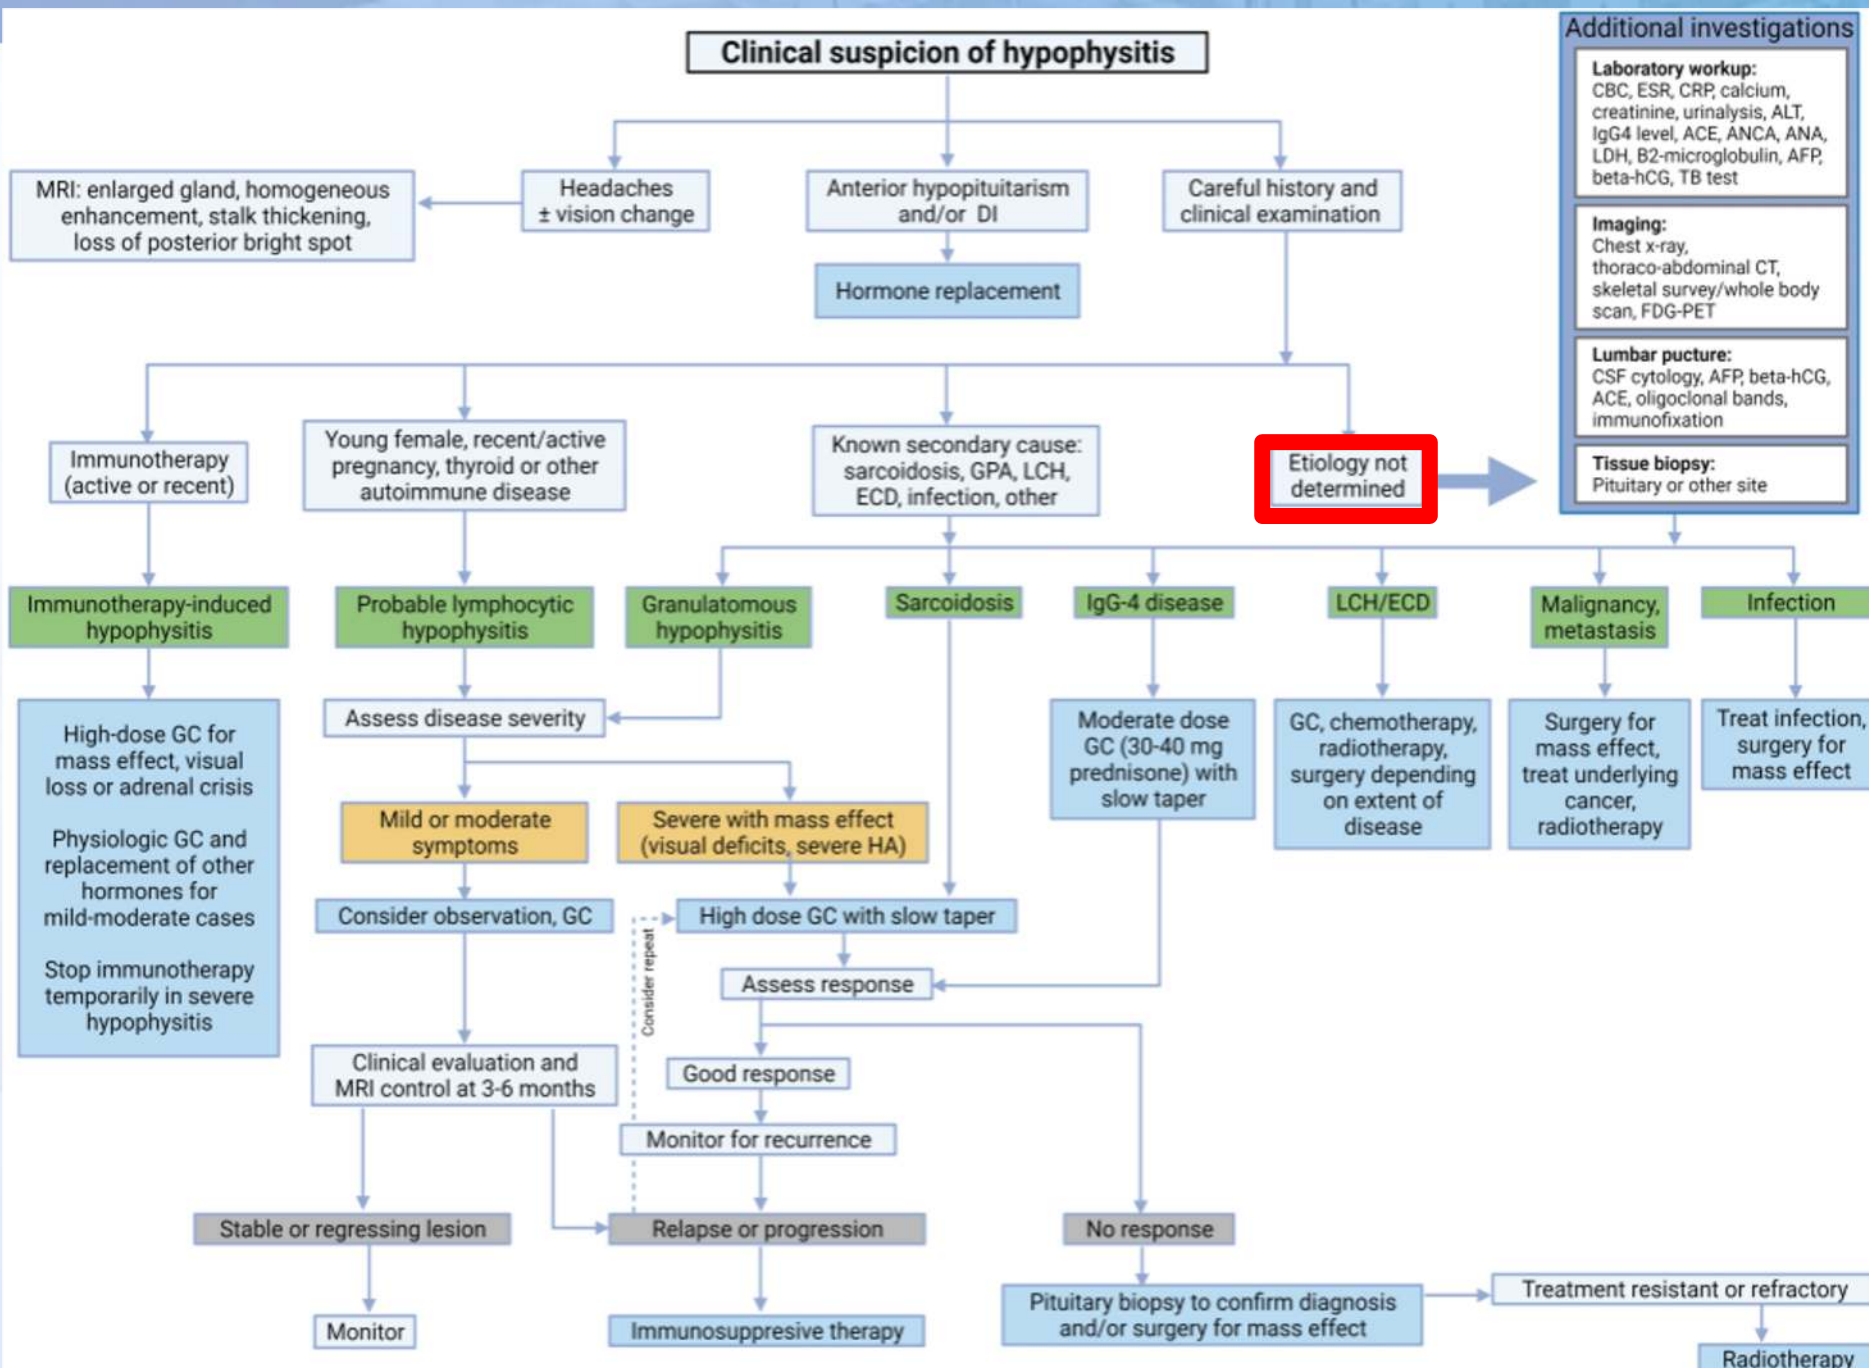 Clinical suspicion of hypophysitis
Additional investigations
Laboratory workup:
CBC, ESR, CRP, calcium,
creatinine, urinalysis, ALT,
IgG4 level, ACE, ANCA, ANA,
LDH, B2-microglobulin, AFP,
beta-hCG, TB test
Imaging:
Chest x-ray,
thoraco-abdominal CT,
skeletal survey/whole body
scan, FDG-PET
Lumbar pucture:
CSF cytology, AFP, beta-hCG,
ACE, oligoclonal bands,
immunofixation
Tissue biopsy:
Pituitary or other site
MRI: enlarged gland, homogeneous
enhancement, stalk thickening,
loss of posterior bright spot
Headaches
± vision change
Anterior hypopituitarism
and/or DI
Careful history and
clinical examination
Hormone replacement
Immunotherapy
(active or recent)
Young female, recent/active
pregnancy, thyroid or other
autoimmune disease
Known secondary cause:
sarcoidosis, GPA, LCH,
ECD, infection, other
Etiology not
determined
Immunotherapy-induced
hypophysitis
Probable lymphocytic
hypophysitis
Granulatomous
hypophysitis
Sarcoidosis
IgG-4 disease
LCH/ECD
Malignancy,
metastasis
Infection
High-dose GC for
mass effect, visual
loss or adrenal crisis
Physiologic GC and
replacement of other
hormones for
mild-moderate cases
Stop immunotherapy
temporarily in severe
hypophysitis
Assess disease severity
Moderate dose
GC (30-40 mg
prednisone) with
slow taper
GC, chemotherapy,
radiotherapy,
surgery depending
on extent of
disease
Surgery for
mass effect,
treat underlying
cancer,
radiotherapy
Treat infection,
surgery for
mass effect
Mild or moderate
symptoms
Severe with mass effect
(visual deficits, severe HA)
Consider observation, GC
High dose GC with slow taper
Consider repeat
Assess response
Clinical evaluation and
MRI control at 3-6 months
Good response
Monitor for recurrence
Stable or regressing lesion
Relapse or progression
No response
Monitor
Immunosuppresive therapy
Pituitary biopsy to confirm diagnosis
and/or surgery for mass effect
Treatment resistant or refractory
Radiotherapy